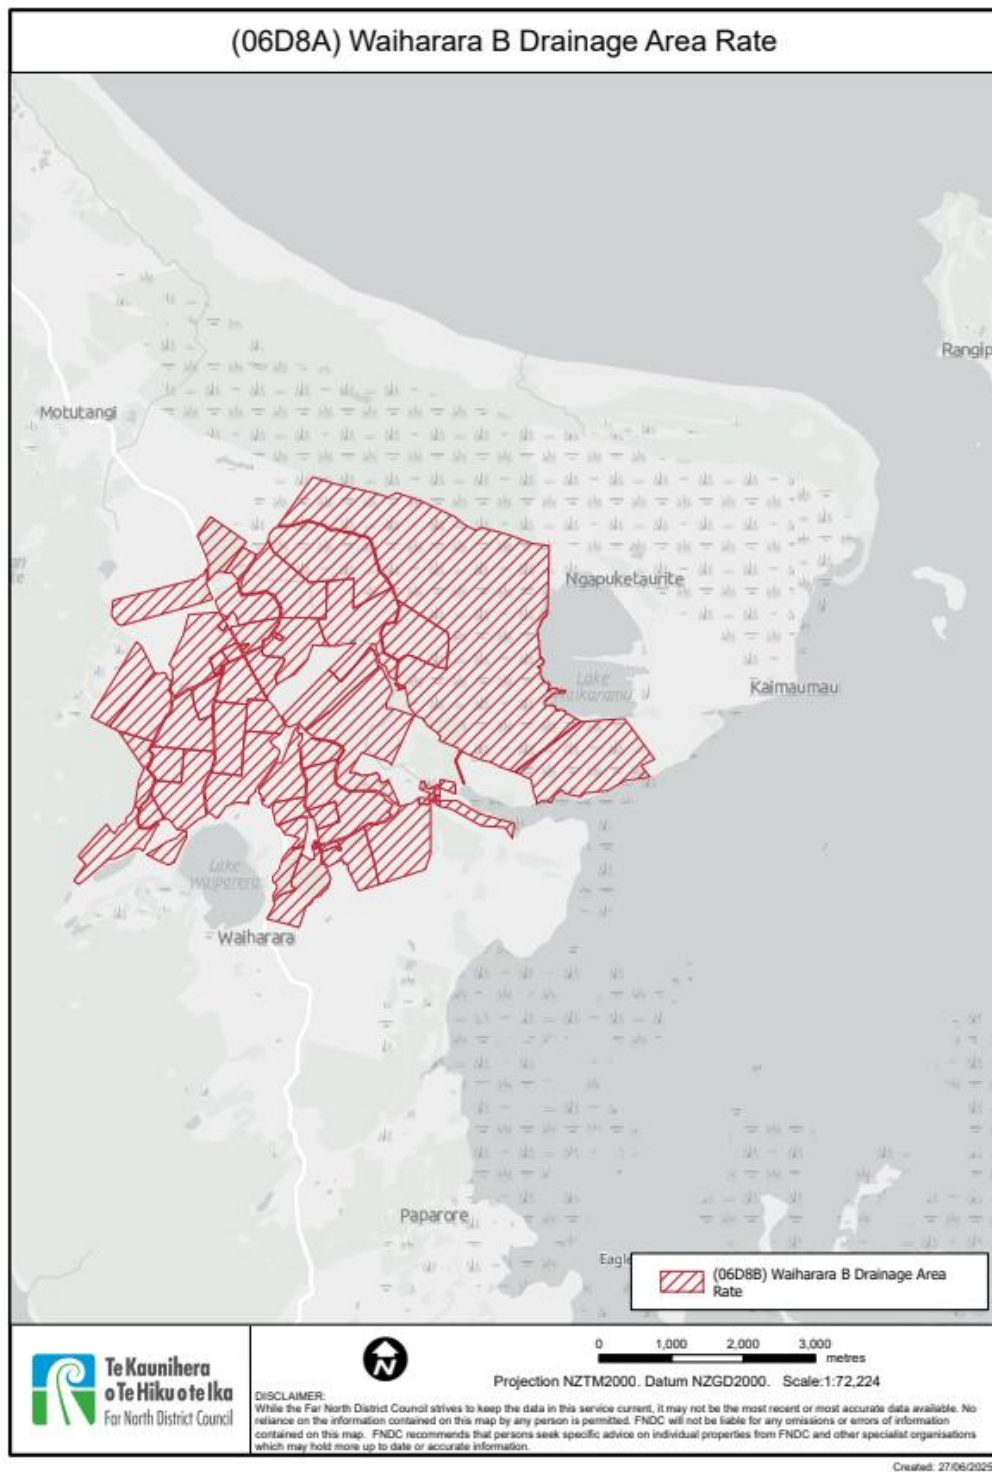 (06D8A) Waiharara B Drainage Area Rate
Rangip
Motutangi
Ngapuketaurite
Lake
Kaimaumau
Lake
Waiparera
Waiharara
Paparore
Eagle
(06D8B) Waiharara B Drainage Area
Rate
Te Kaunihera
o Te Hiku o te Ika
Far North District Council
N
0 1,000 2,000 3,000
metres
Projection NZTM2000. Datum NZGD2000. Scale:1:72,224
DISCLAIMER:
While the Far North District Council strives to keep the data in this service current, it may not be the most recent or most accurate data available. No
reliance on the information contained on this map by any person is permitted. FNDC will not be liable for any omissions or errors of information
contained on this map. FNDC recommends that persons seek specific advice on individual properties from FNDC and other specialist organisations
which may hold more up to date or accurate information.
Created: 27/06/2025